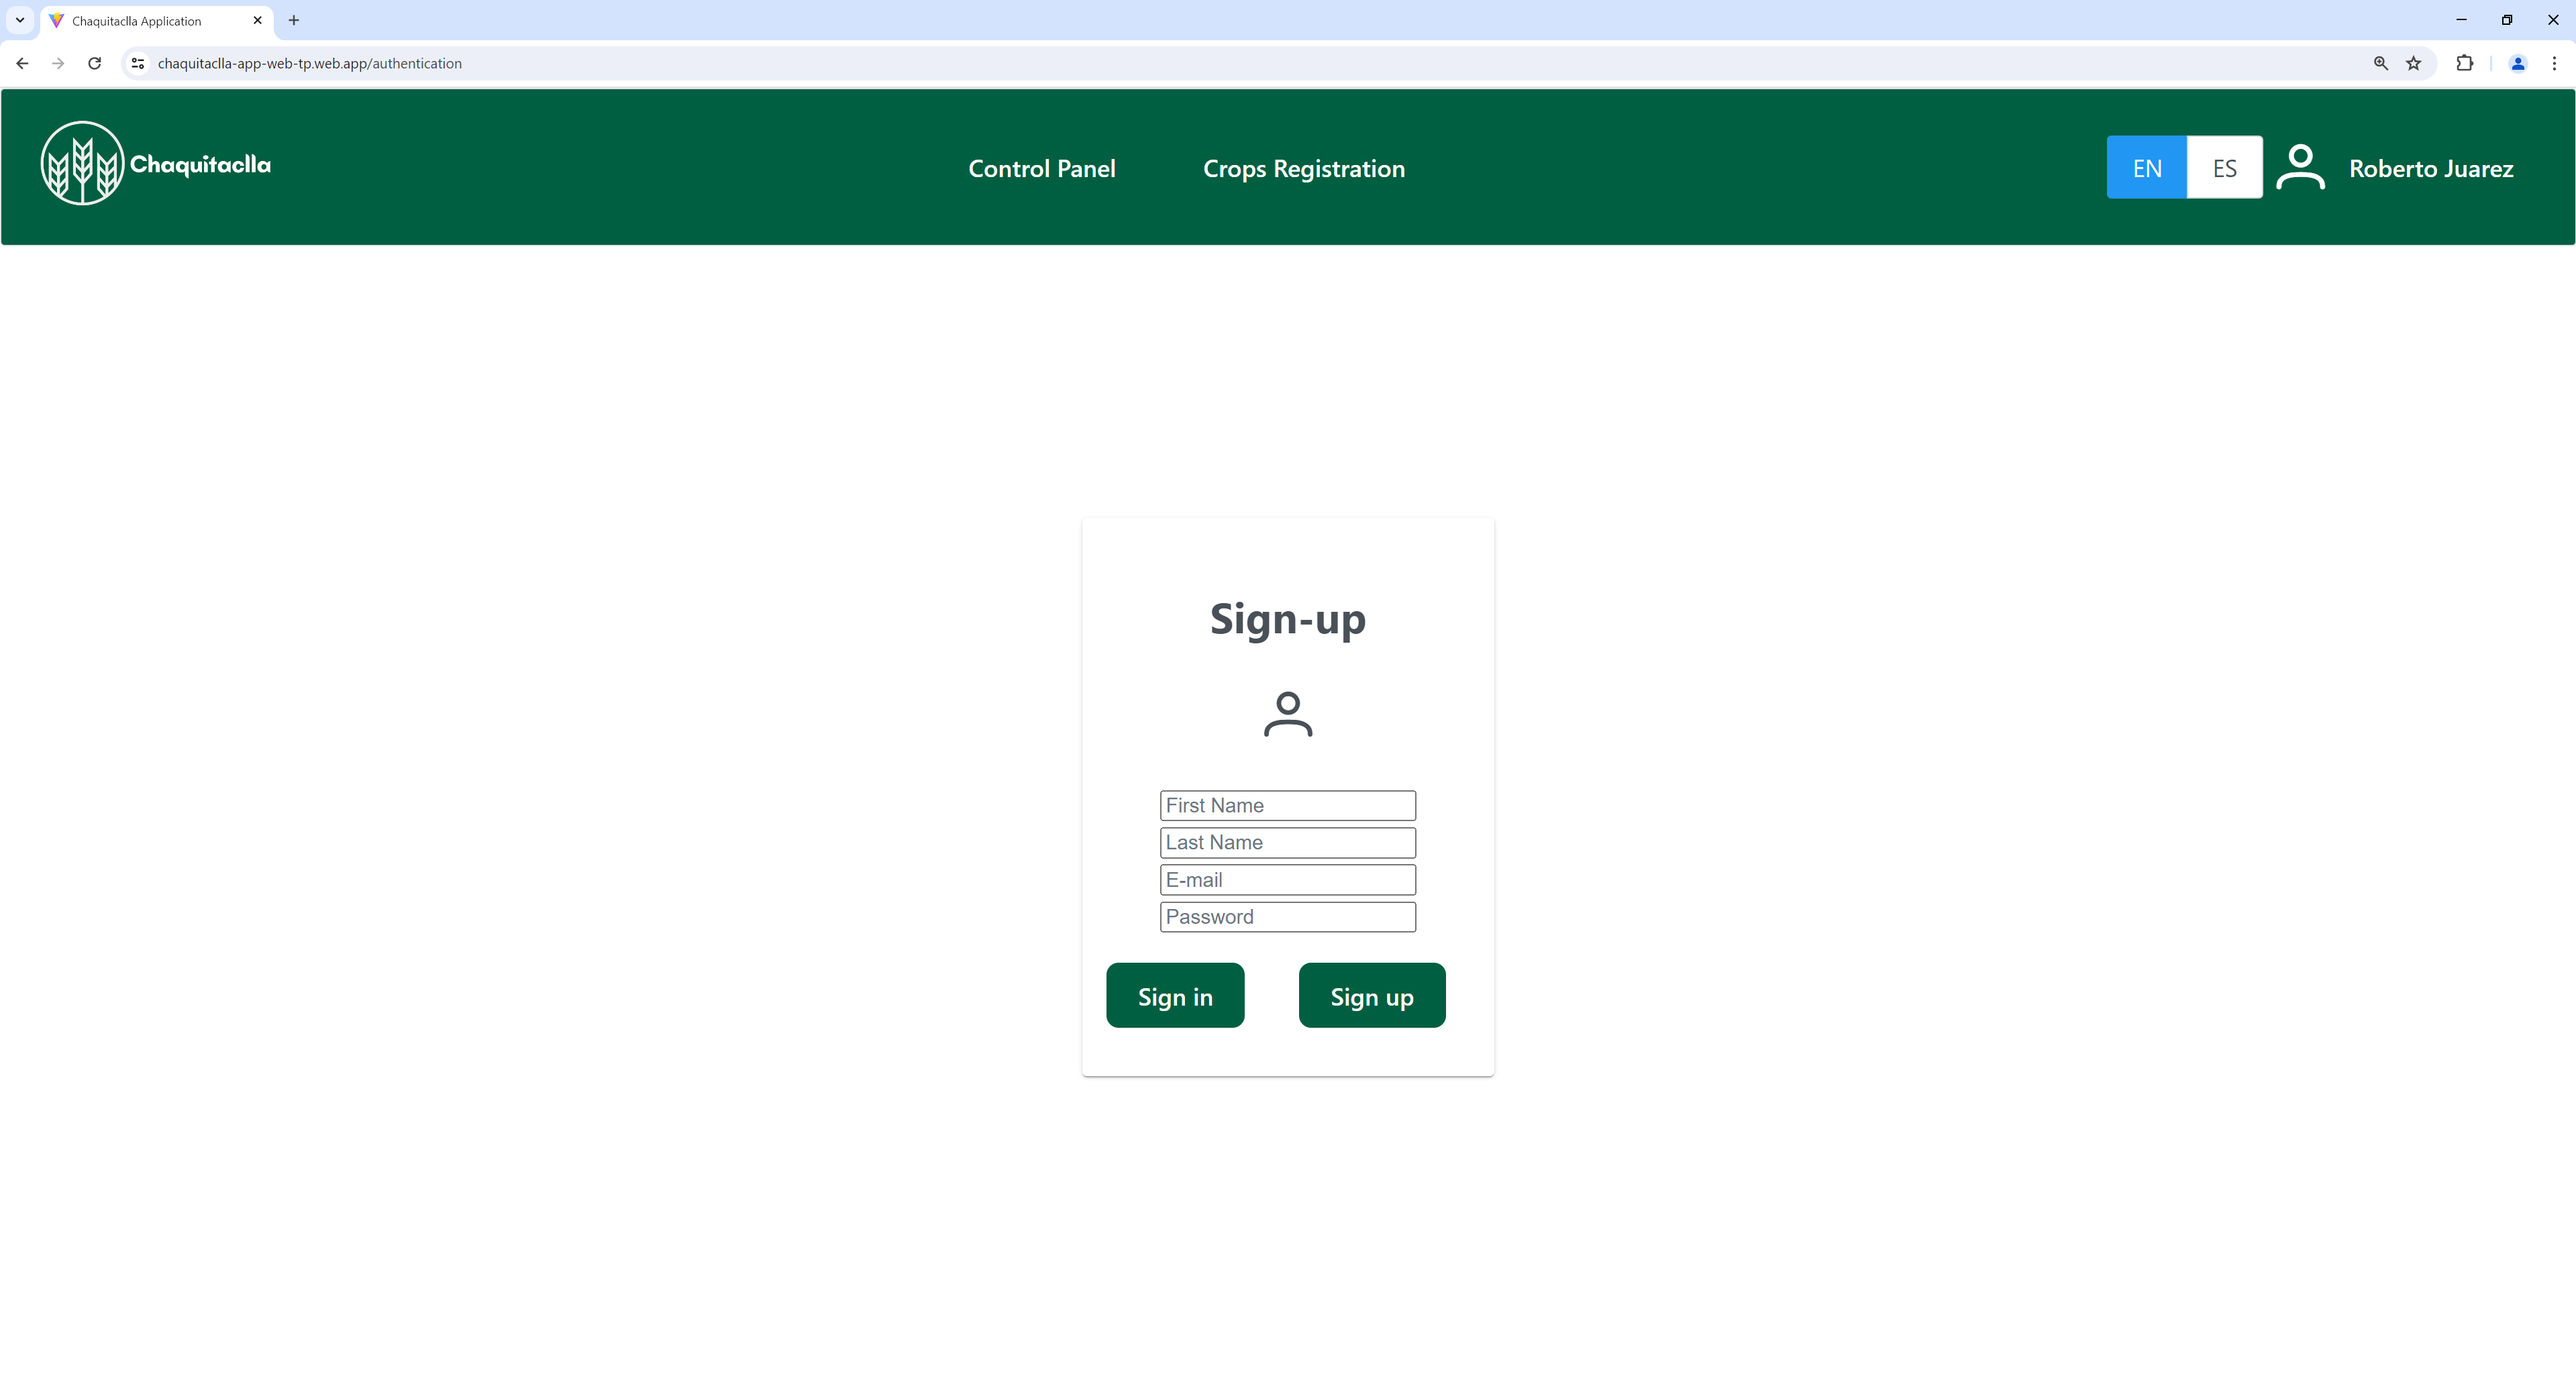 Chaquitaclla Application
chaquitaclla-app-web-tp.web.app/authentication
Chaquitaclla
Control Panel
Crops Registration
EN
ES
Roberto Juarez
Sign-up
First Name
Last Name
E-mail
Password
Sign in
Sign up